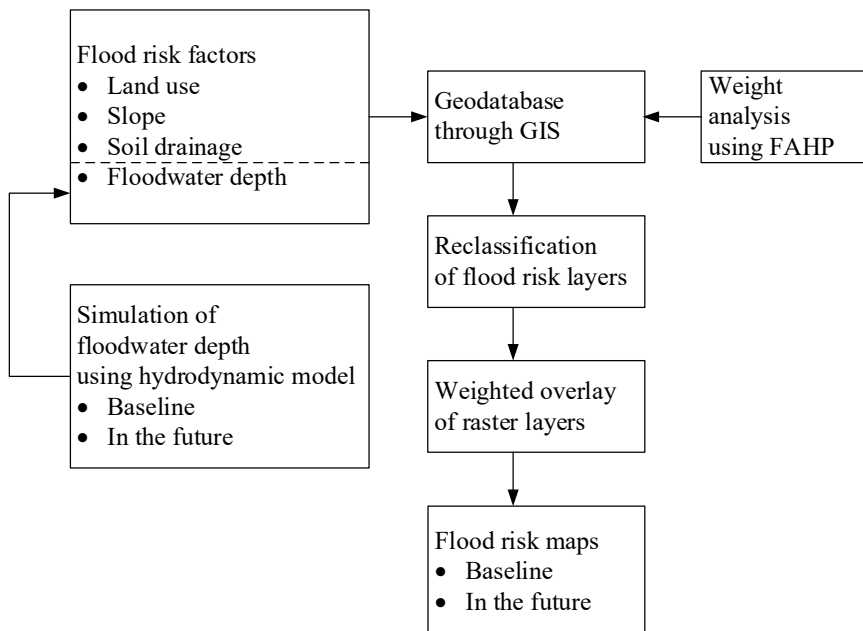 Flood risk factors
• Land use
• Slope
• Soil drainage
• Floodwater depth
Simulation of
floodwater depth
using hydrodynamic model
• Baseline
• In the future
Geodatabase
through GIS
Weight
analysis
using FAHP
Reclassification
of flood risk layers
Weighted overlay
of raster layers
Flood risk maps
• Baseline
• In the future